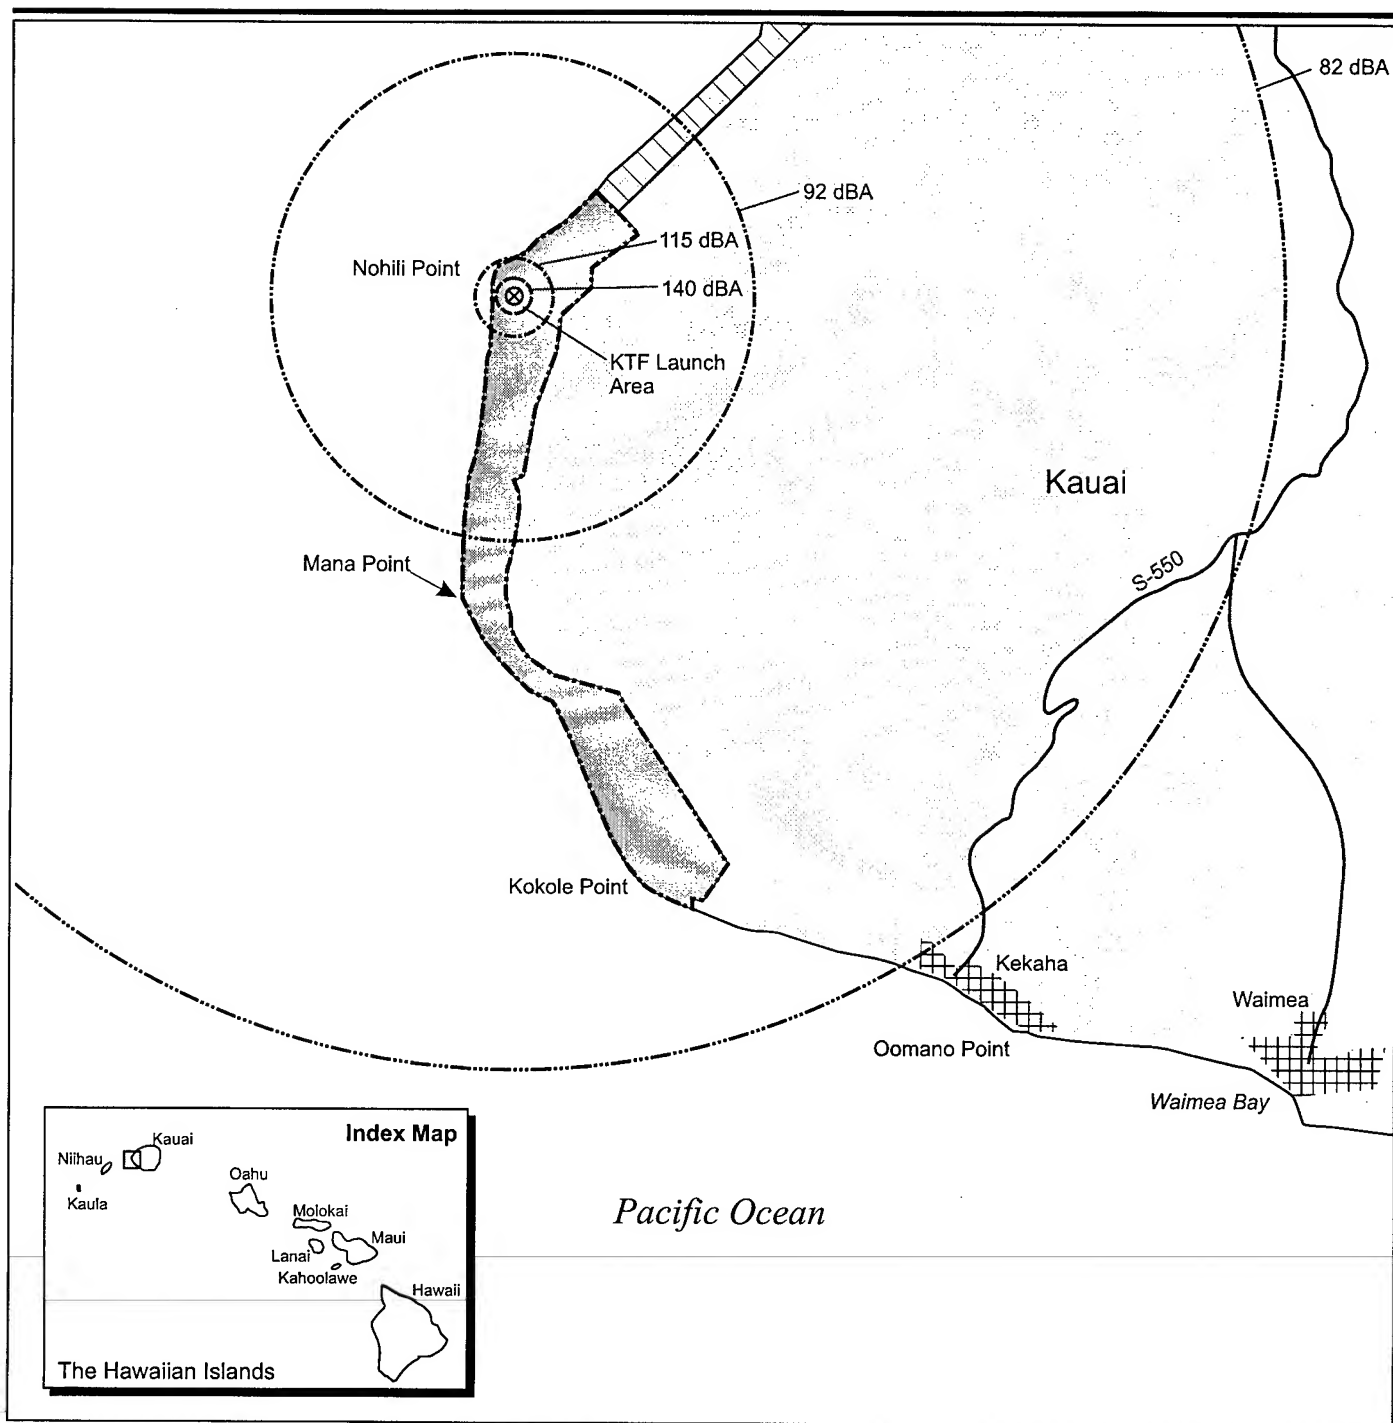 82 dBA
92 dBA
115 dBA
Nohili Point
140 dBA
KTF Launch
Area
Kauai
Mana Point
S-550
Kokole Point
Kekaha
Waimea
Oomano Point
Waimea Bay
Index Map
Kauai
Niihau
Oahu
Kaula
Molokai
Maui
Lanai
Kahoolawe
Hawaii
The Hawaiian Islands
Pacific Ocean